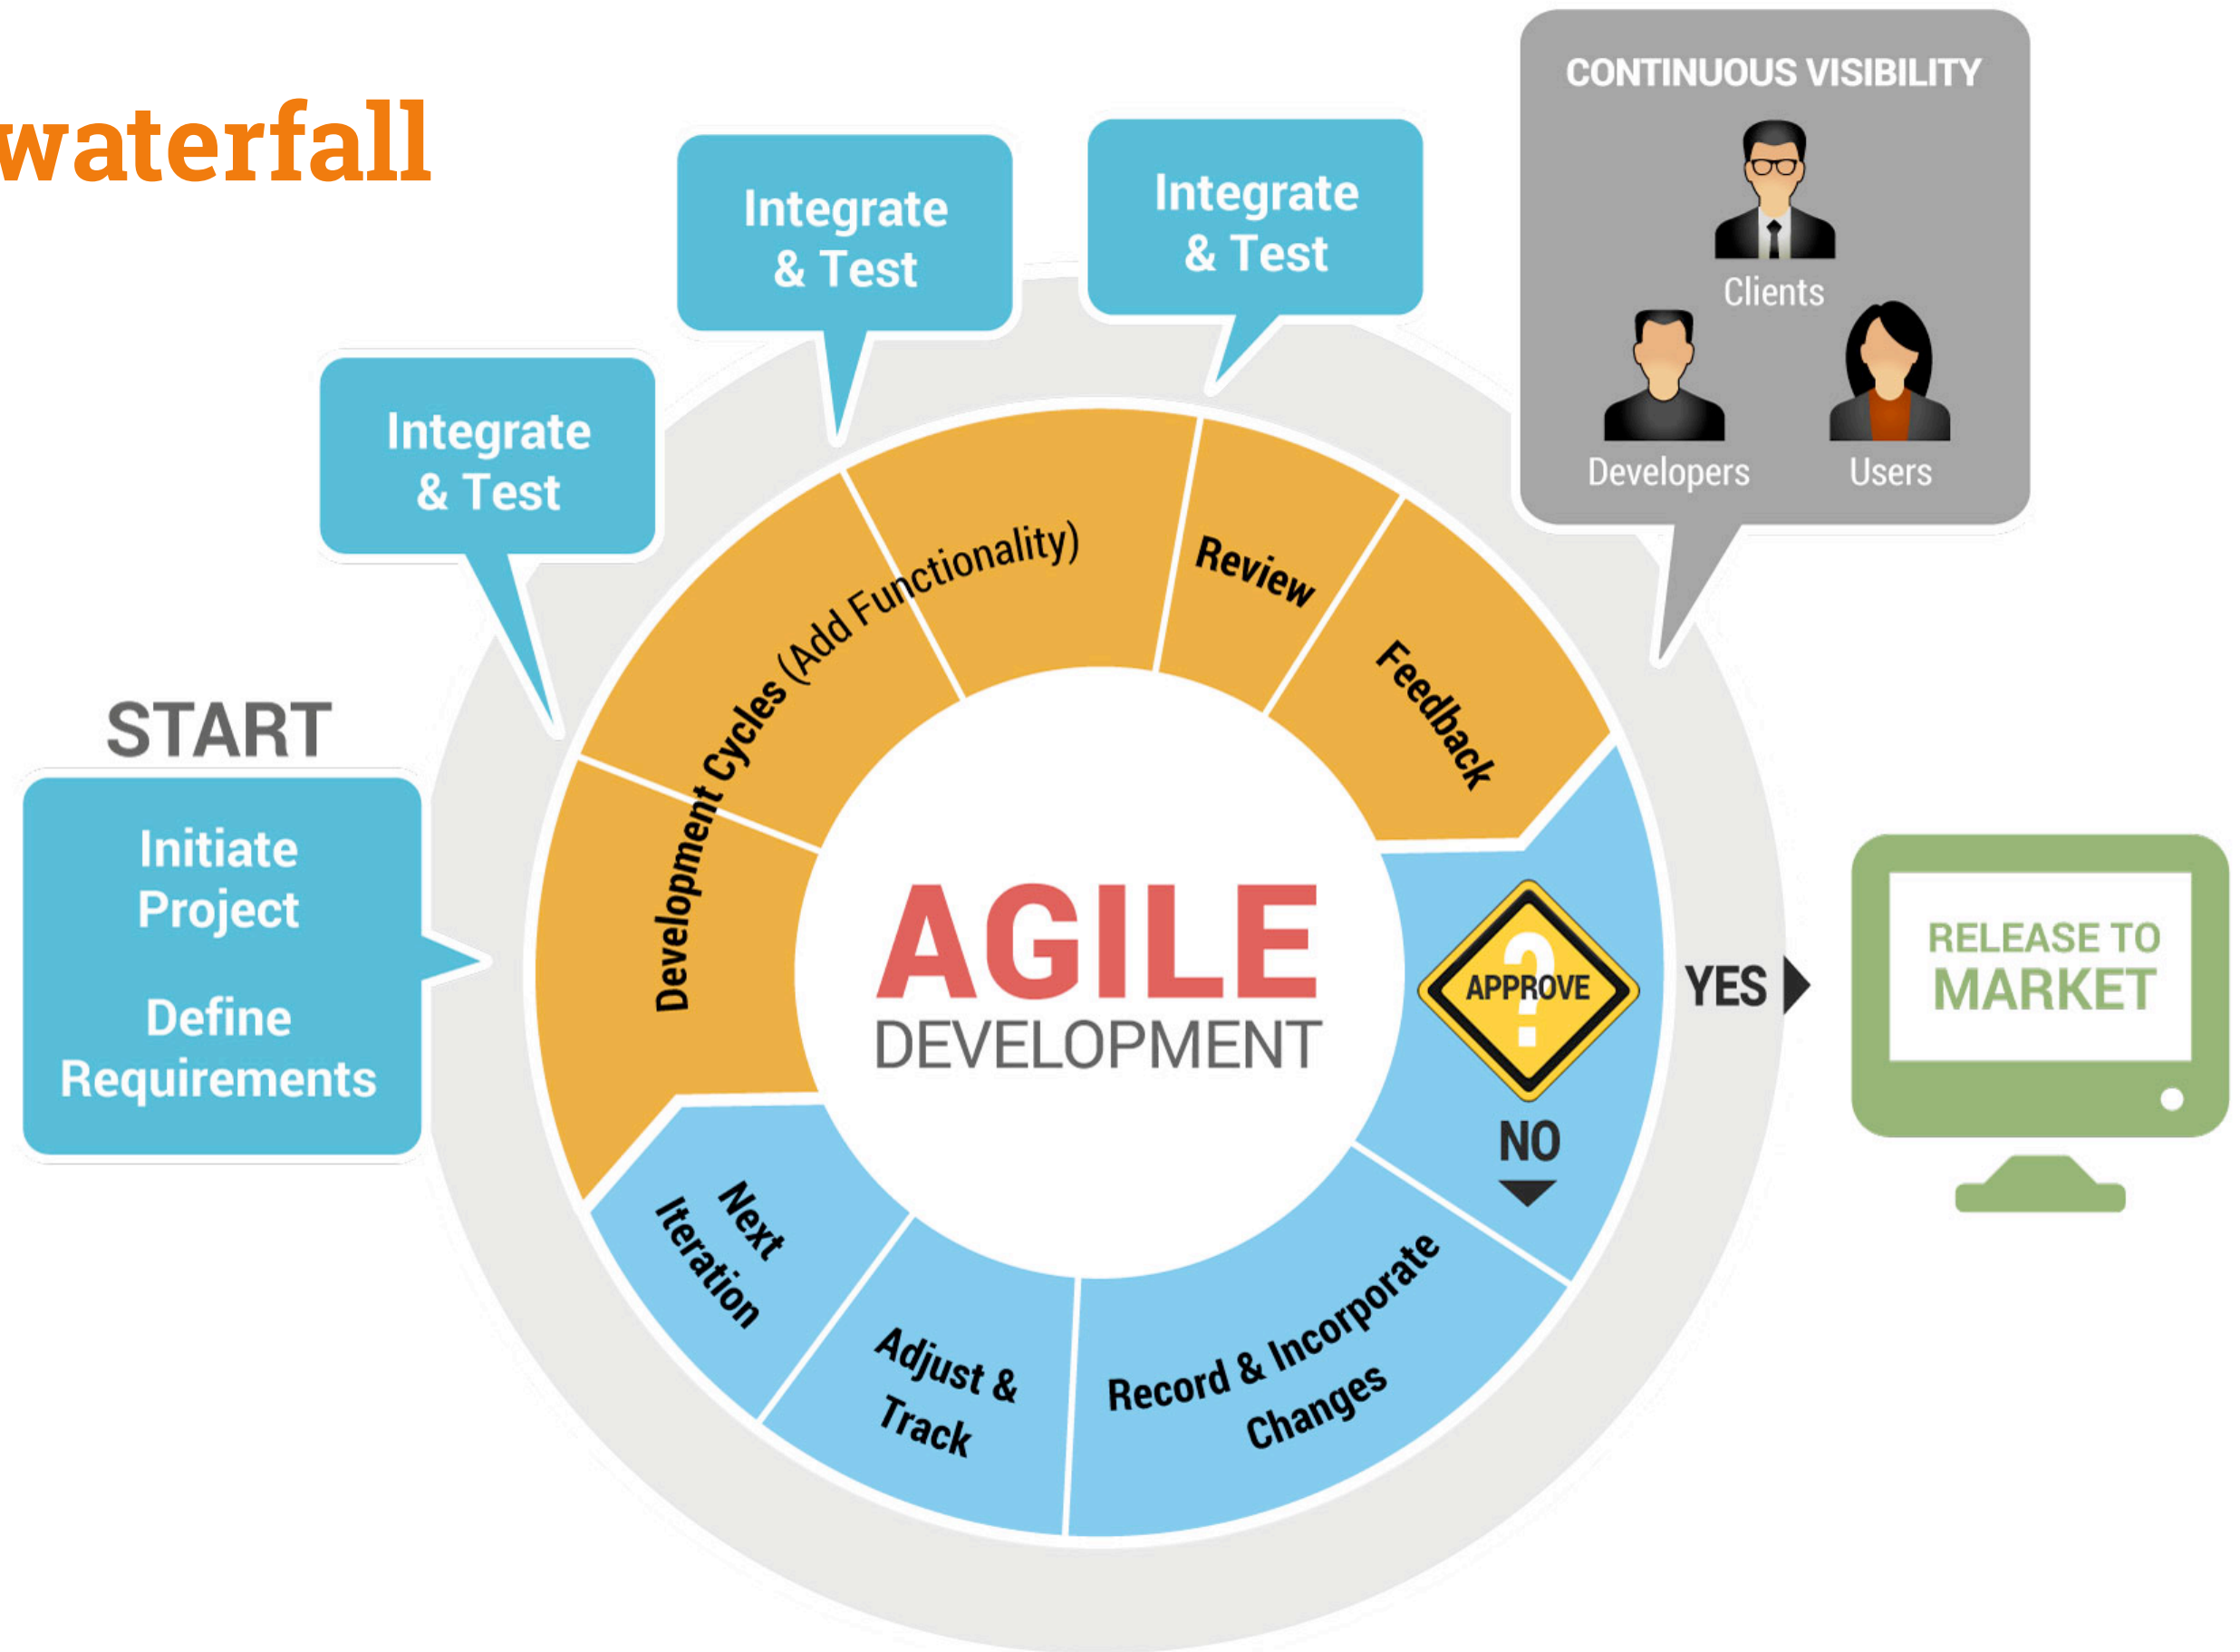 waterfall
CONTINUOUS VISIBILITY
Clients
Developers
Users
Integrate
& Test
Integrate
& Test
Integrate
& Test
START
Initiate
Project
Define
Requirements
Development Cycles (Add Functionality)
Review
Feedback
AGILE
DEVELOPMENT
?
APPROVE
YES
NO
RELEASE TO
MARKET
Record & Incorporate
Changes
Adjust &
Track
Next
Iteration